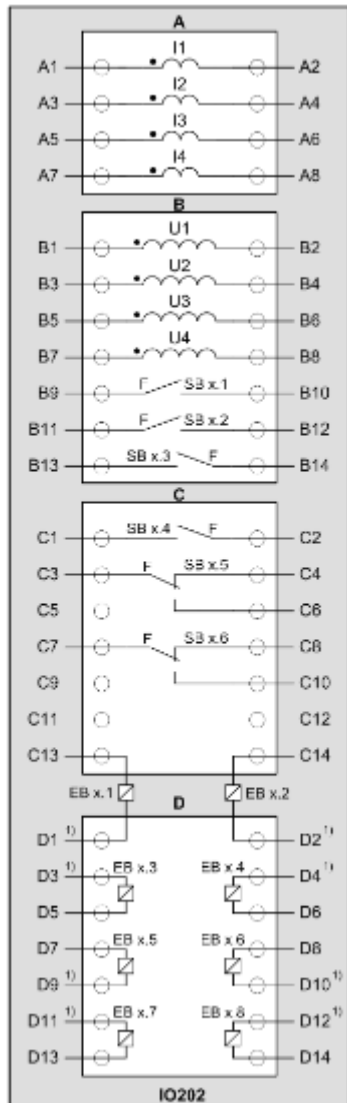 A
I1
A1 A2
I2
A3 A4
I3
A5 A6
I4
A7 A8
B
U1
B1 B2
U2
B3 B4
U3
B5 B6
U4
B7 B8
B9 F SB x.1 B10
B11 F SB x.2 B12
B13 SB x.3 F B14
C
C1 SB x.4 F C2
C3 F SB x.5 C4
C5 C6
C7 F SB x.6 C8
C9 C10
C11 C12
C13 C14
EB x.1 EB x.2
D
D1 1) D2 1)
D3 1) EB x.3 EB x 4 D4 1)
D5 D6
D7 EB x.5 EB x 6 D8
D9 1) D10 1)
D11 1) EB x.7 EB x 8 D12 1)
D13 D14
IO202